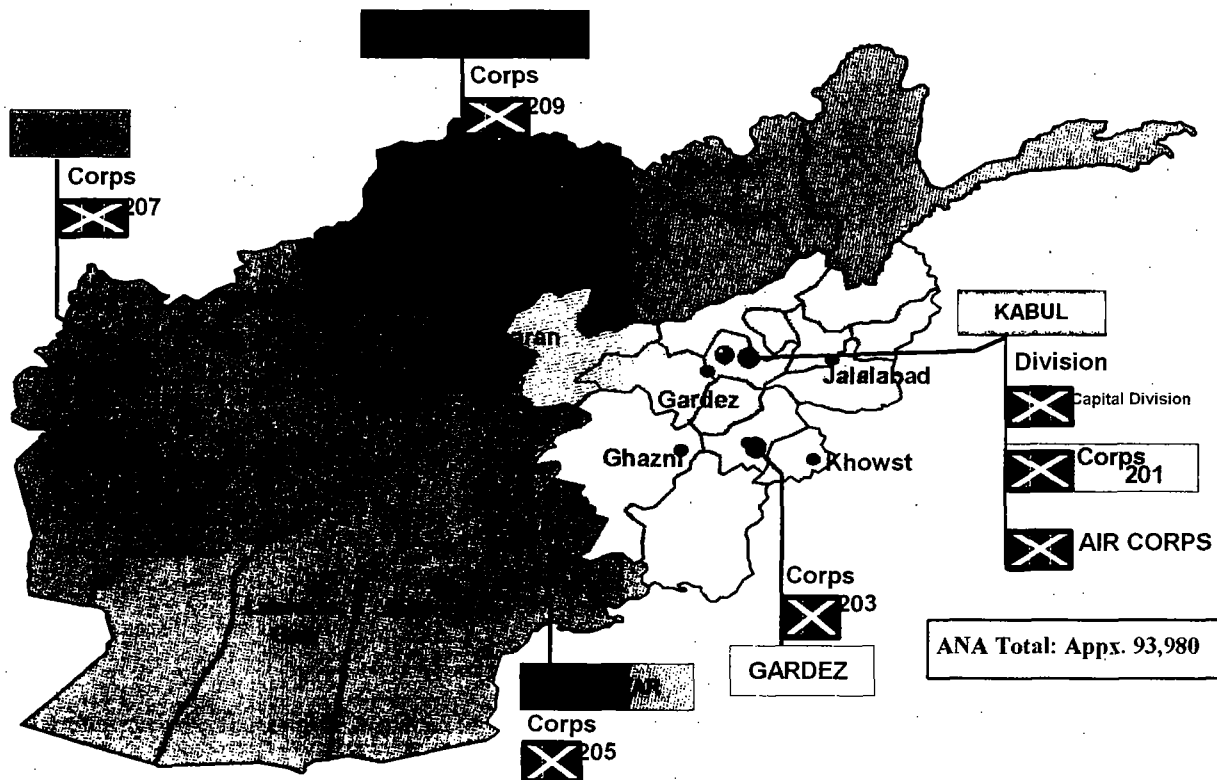 Corps
209
Corps
207
KABUL
Division
Capital Division
Jalalabad
Gardez
Corps
201
Ghazni
Khowst
AIR CORPS
Corps
203
ANA Total: Appx. 93,980
GARDEZ
Corps
205